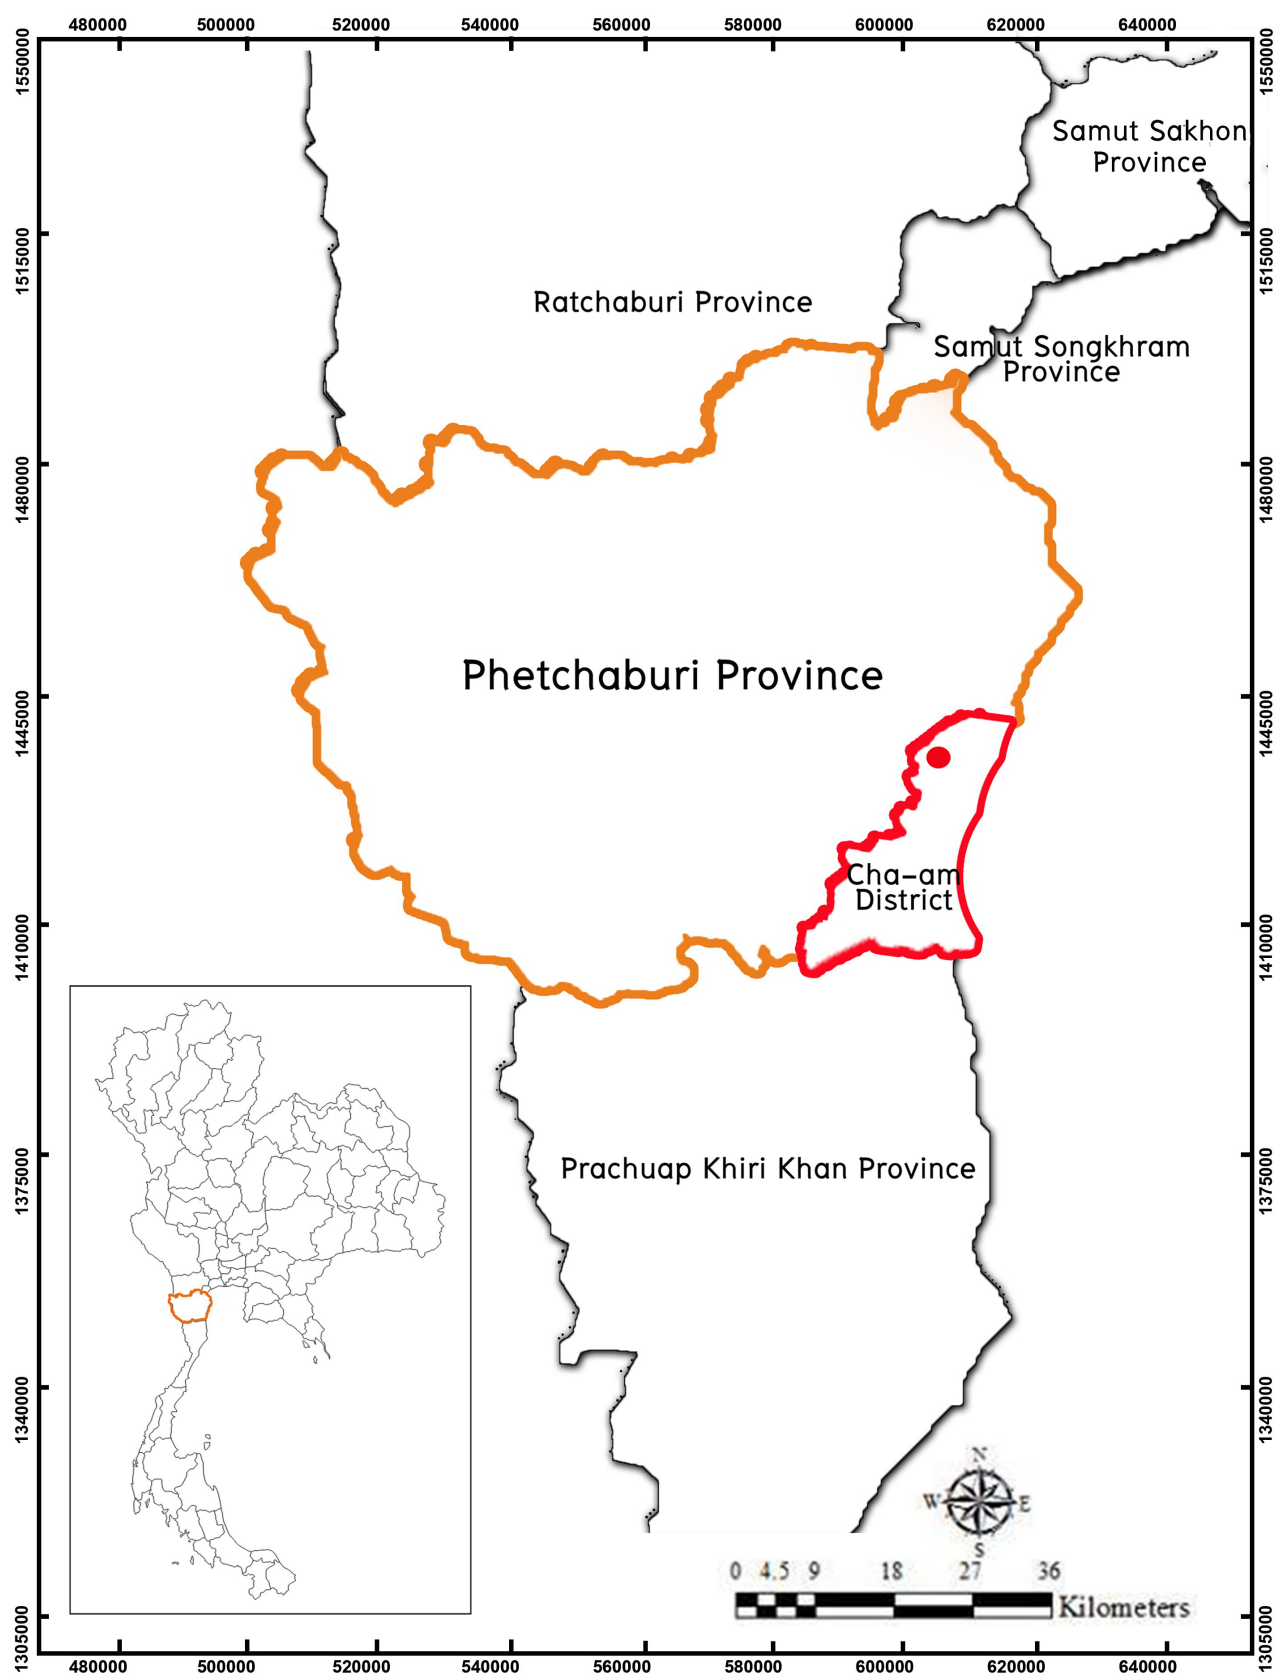 480000 500000 520000 540000 560000 580000 600000 620000 640000
1550000 1550000
Samut Sakhon
Province
1515000 1515000
Ratchaburi Province
Samut Songkhram
Province
1480000 1480000
Phetchaburi Province
1445000 1445000
Cha-am
District
1410000 1410000
1375000 1375000
Prachuap Khiri Khan Province
1340000 1340000
N
W E
S
0 4.5 9 18 27 36
Kilometers
1305000 1305000
480000 500000 520000 540000 560000 580000 600000 620000 640000